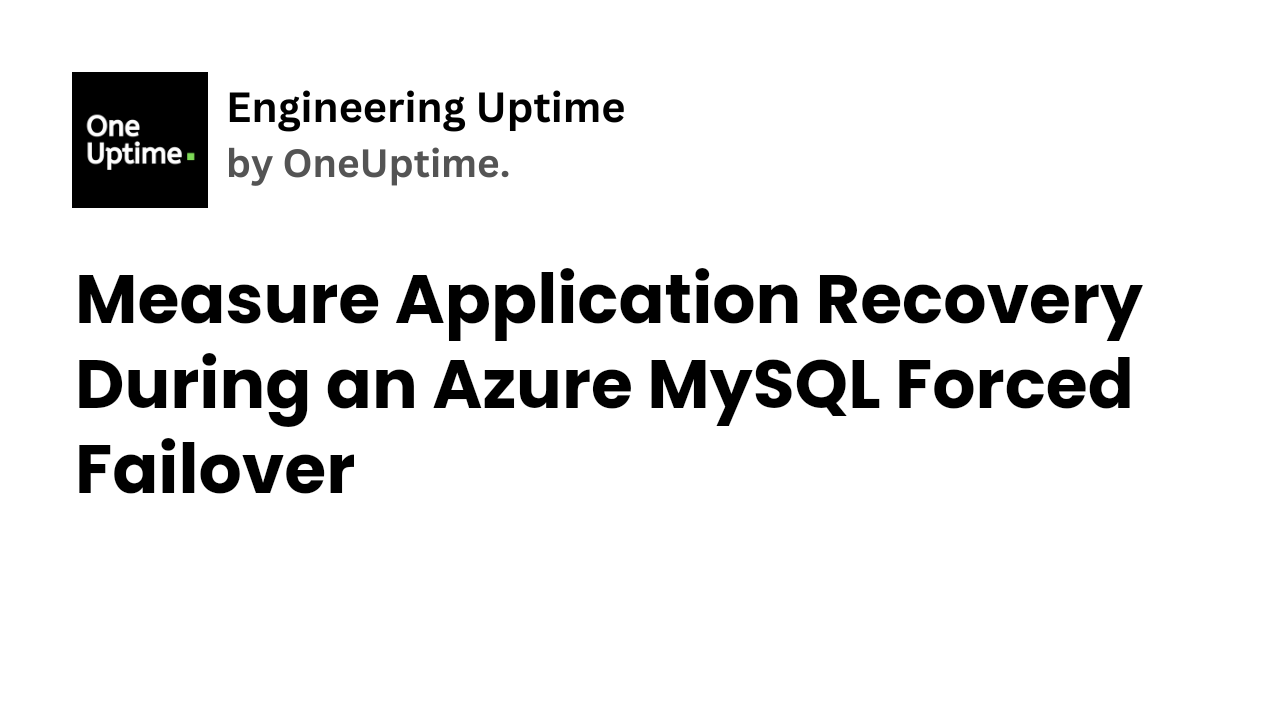 One
Uptime.
Engineering Uptime
by OneUptime.
Measure Application Recovery
During an Azure MySQL Forced
Failover